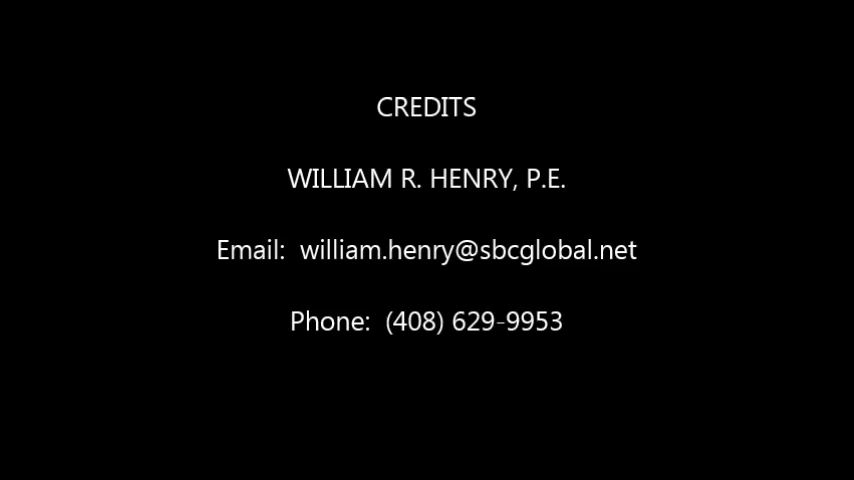 CREDITS
WILLIAM R. HENRY, P.E.
Email:  william.henry@sbcglobal.net
Phone:  (408) 629-9953